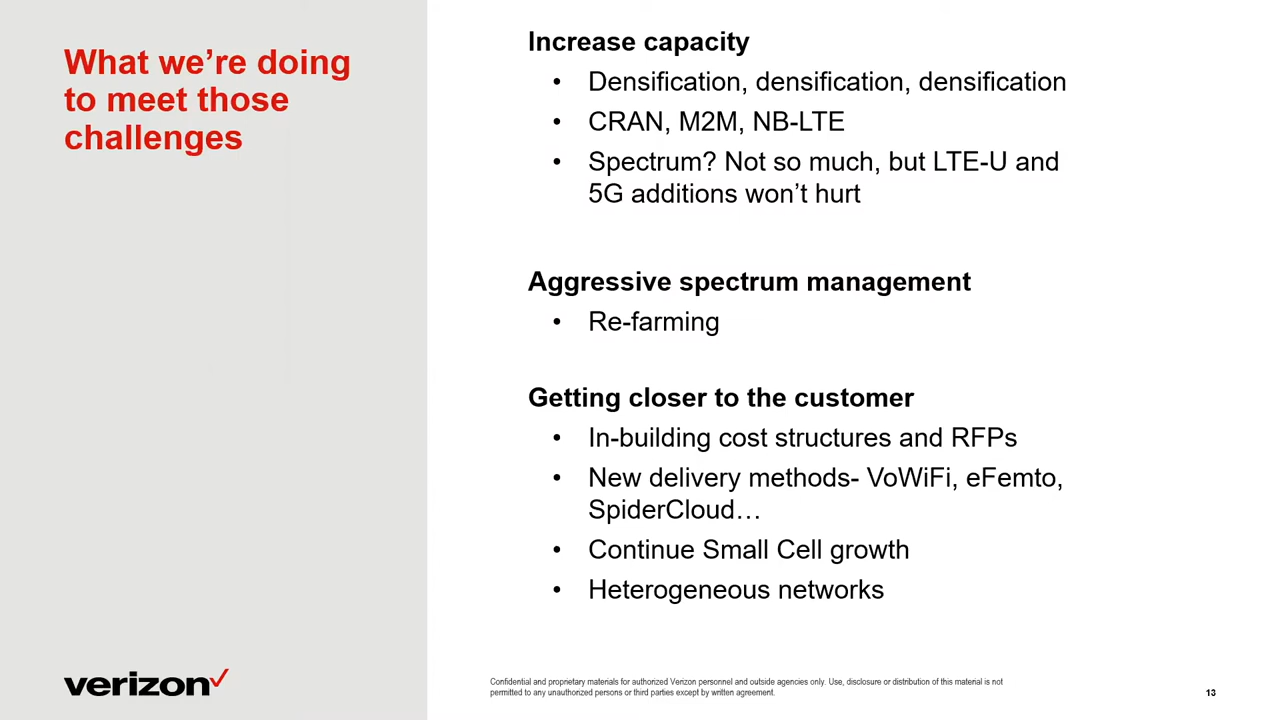 What we’re doing
to meet those
challenges
Increase capacity
• Densification, densification, densification
• CRAN, M2M, NB-LTE
• Spectrum? Not so much, but LTE-U and
5G additions won’t hurt
Aggressive spectrum management
• Re-farming
Getting closer to the customer
• In-building cost structures and RFPs
• New delivery methods- VoWiFi, eFemto,
SpiderCloud…
• Continue Small Cell growth
• Heterogeneous networks
verizon
Confidential and proprietary materials for authorized Verizon personnel and outside agencies only. Use, disclosure or distribution of this material is not
permitted to any unauthorized persons or third parties except by written agreement.
13